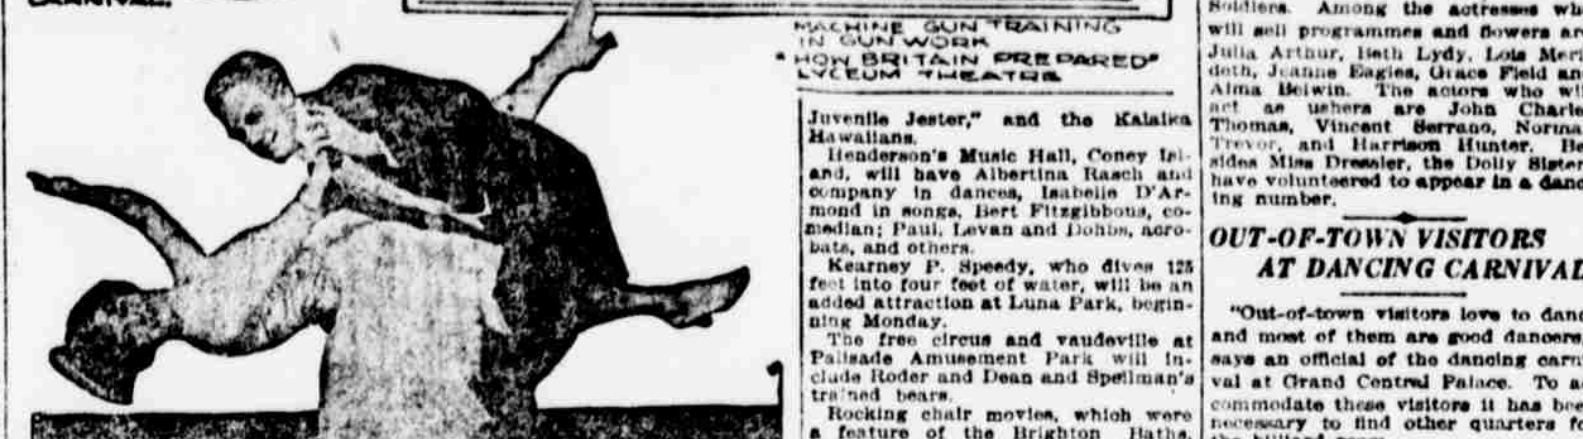 CARNIVAL.
MACHINE GUN TRAINING
IN GUN WORK
"HOW BRITAIN PREPARED"
LYCEUM THEATRE
Juvenile Jester," and the Kalaika
Hawaiians.
Henderson's Music Hall, Coney Isl-
and, will have Albertina Rasch and
company in dances, Isabelle D'Ar-
mond in songs, Bert Fitzgibbons, co-
median; Paul, Levan and Dobbs, acro-
bats, and others.
Kearney P. Speedy, who dives 125
feet into four feet of water, will be an
added attraction at Luna Park, begin-
ning Monday.
The free circus and vaudeville at
Palisade Amusement Park will in-
clude Roder and Dean and Spellman's
trained bears.
Rocking chair movies, which were
a feature of the Brighton Baths,
Soldiers. Among the actresses wh
will sell programmes and flowers are
Julia Arthur, Beth Lydy, Lois Meri-
deth, Jeanne Eagles, Grace Field an
Alma Belwin. The actors who wil
act as ushers are John Charle
Thomas, Vincent Serrano, Norma
Trevor, and Harrison Hunter. Be
sides Miss Dressler, the Dolly Sister
have volunteered to appear in a danc
ing number.
OUT-OF-TOWN VISITORS
AT DANCING CARNIVAL
"Out-of-town visitors love to danc
and most of them are good dancers,
says an official of the dancing carni
val at Grand Central Palace. To ac
commodate these visitors it has bee
necessary to find other quarters fo